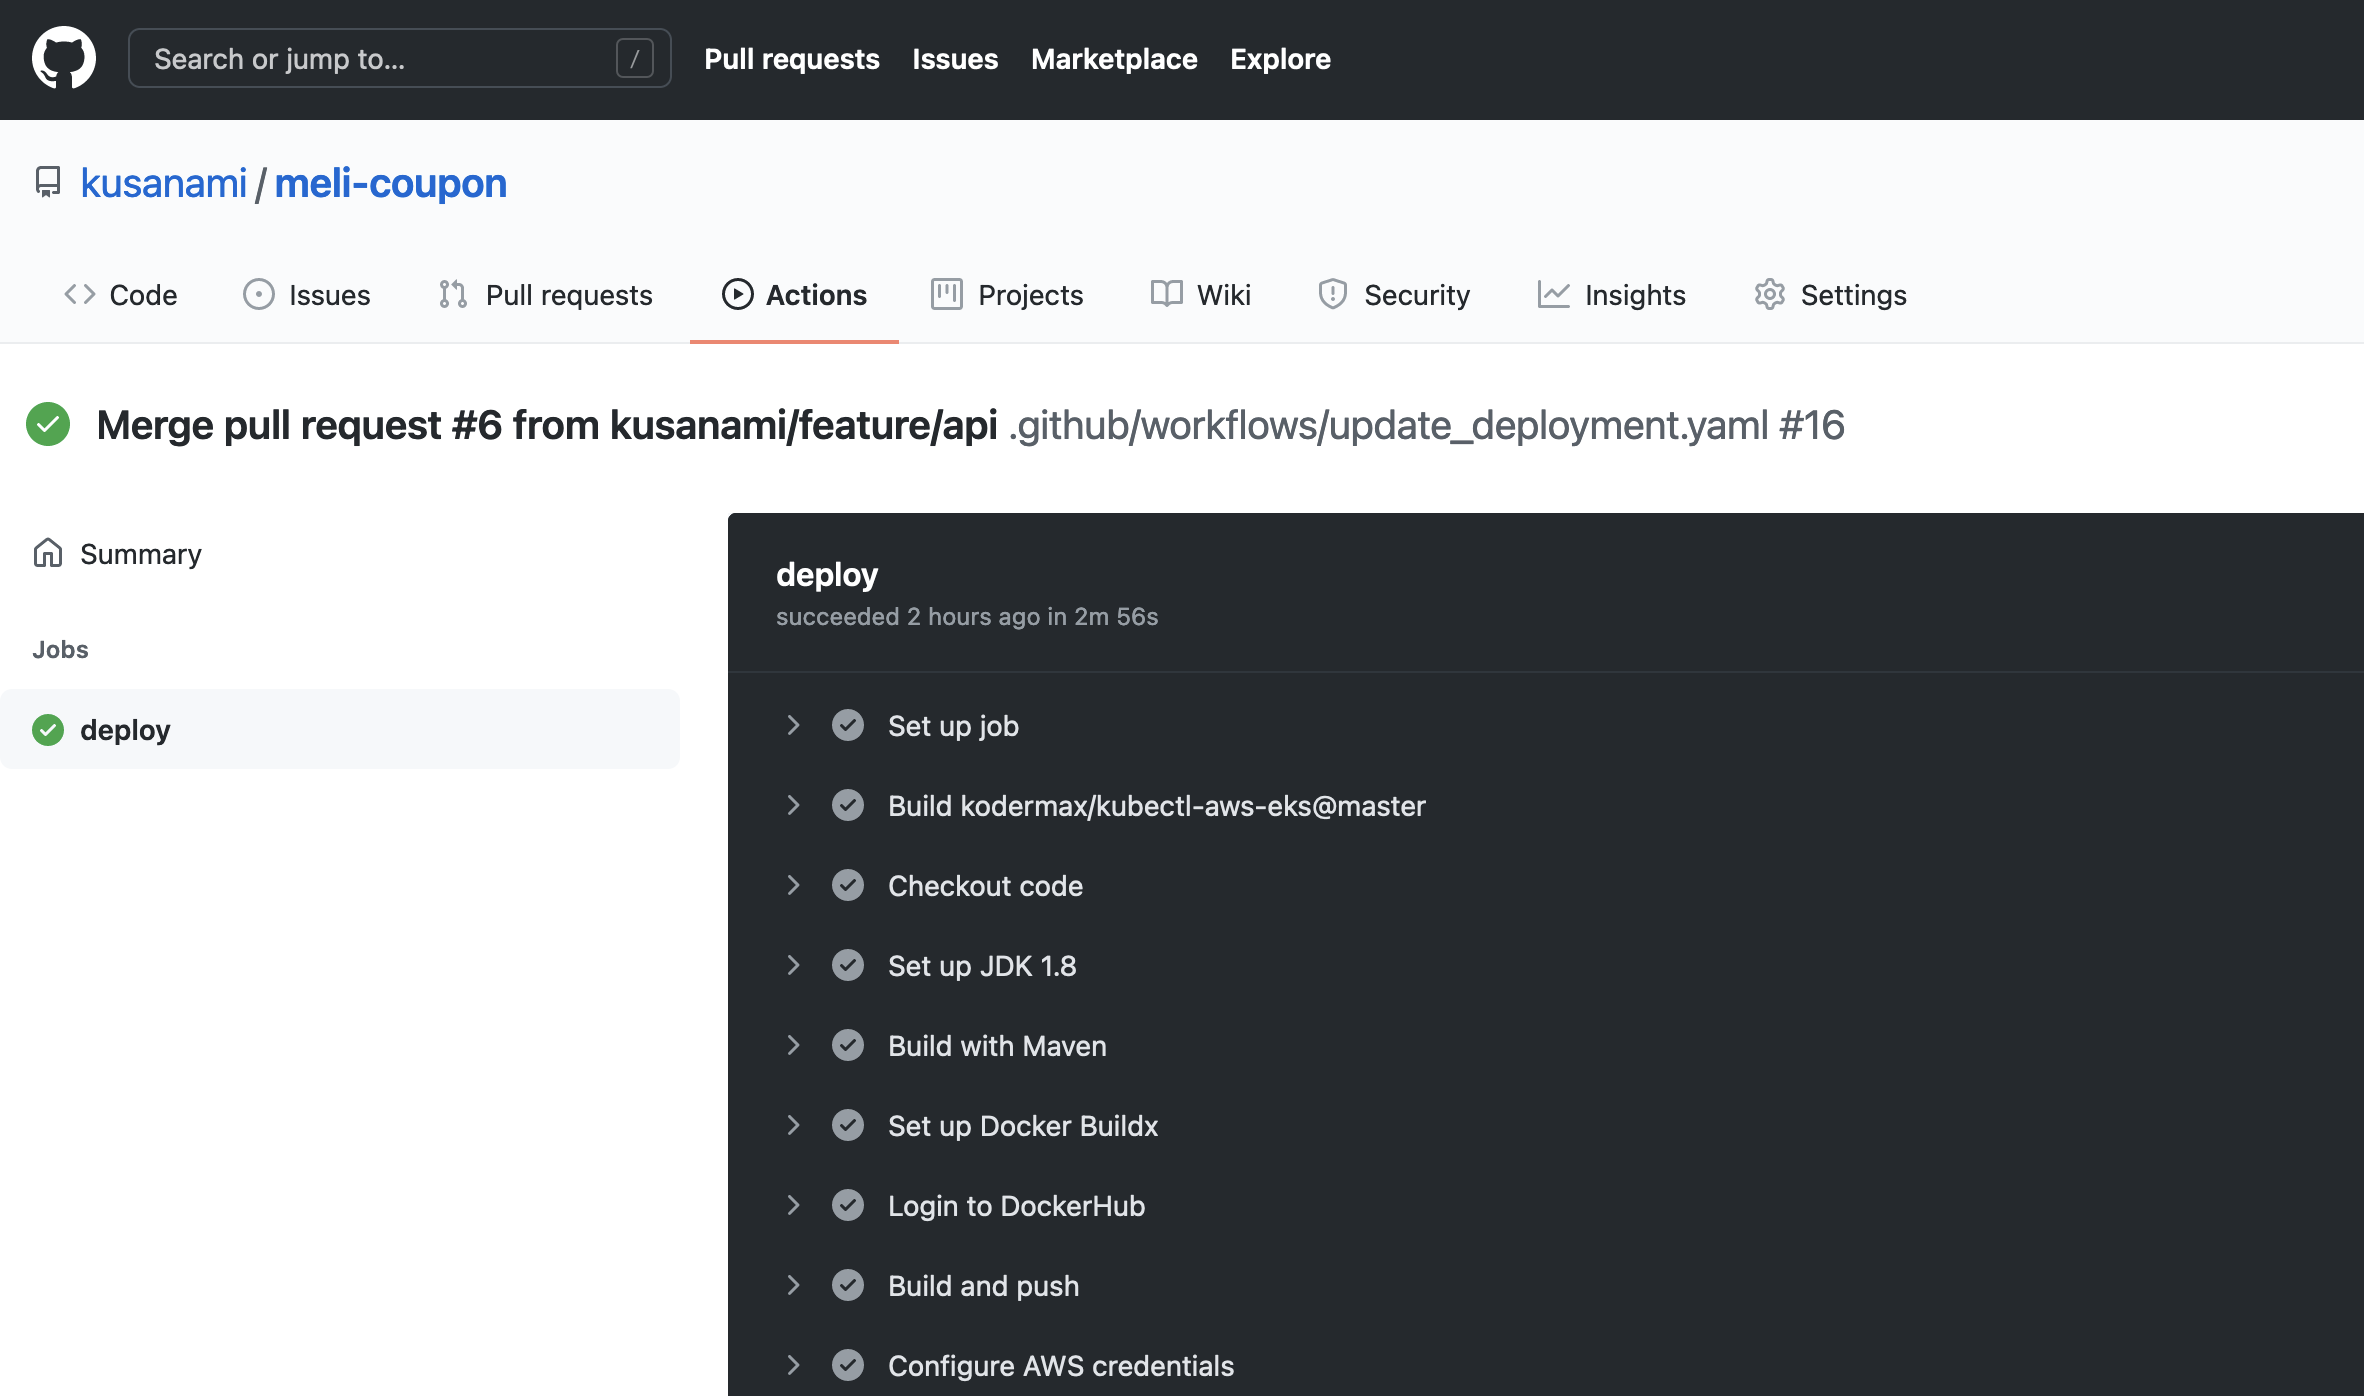 Search or jump to... /
Pull requests Issues Marketplace Explore
kusanami / meli-coupon
Code Issues Pull requests Actions Projects Wiki Security Insights Settings
Merge pull request #6 from kusanami/feature/api .github/workflows/update_deployment.yaml #16
Summary
Jobs
deploy
deploy
succeeded 2 hours ago in 2m 56s
Set up job
Build kodermax/kubectl-aws-eks@master
Checkout code
Set up JDK 1.8
Build with Maven
Set up Docker Buildx
Login to DockerHub
Build and push
Configure AWS credentials